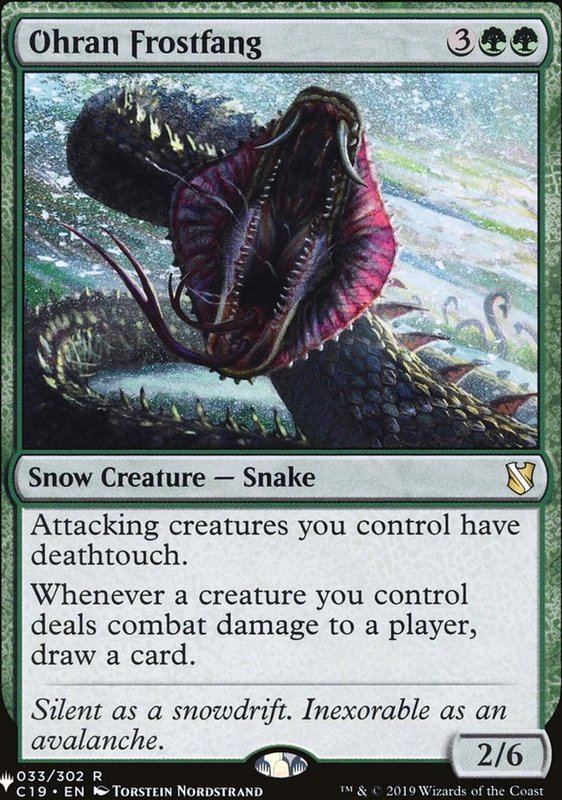 Ohran Frostfang 3
Snow Creature — Snake
Attacking creatures you control have
deathtouch.
Whenever a creature you control
deals combat damage to a player,
draw a card.
Silent as a snowdrift. Inexorable as an
avalanche.
2/6
033/302 R
C19 • EN Torstein Nordstrand
™ & © 2019 Wizards of the Coast